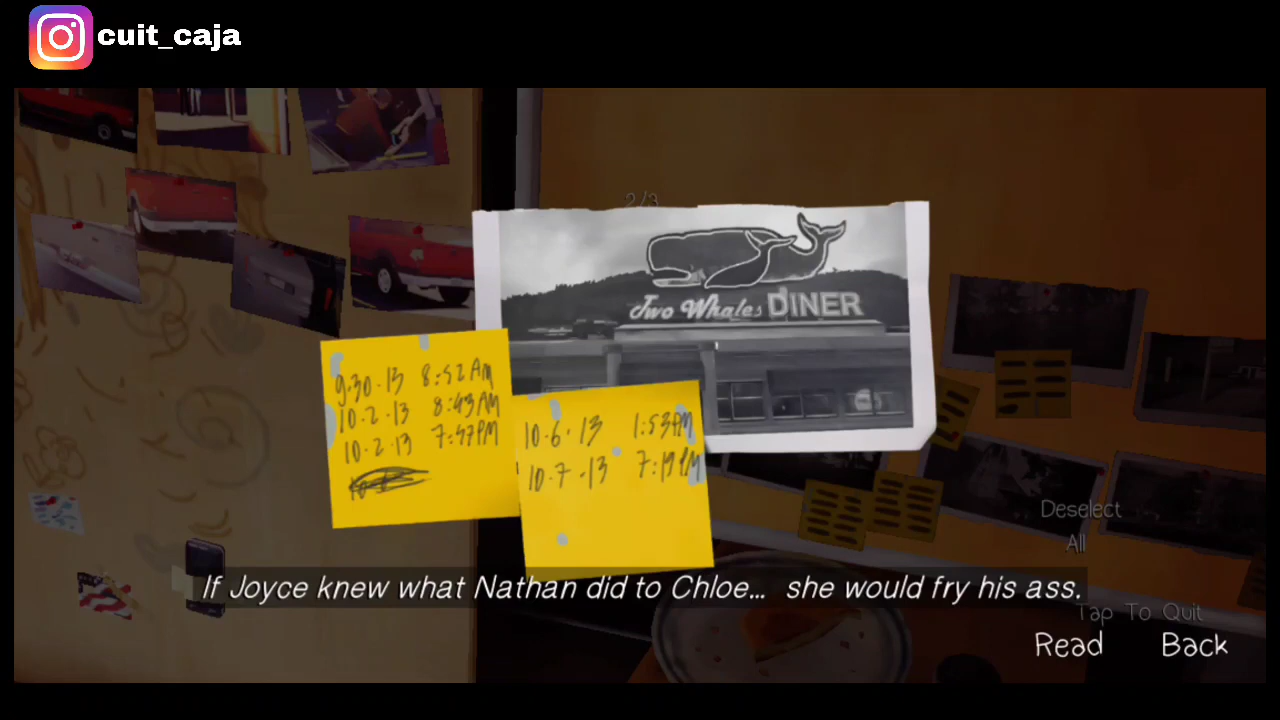 cuit_caja
2/3
Two Whales DINER
9.30.13 8:52AM
10.2.13 8:43AM
10.2.13 7:47PM
10.6.13 1:53PM
10.7.13 7:19PM
Deselect
All
If Joyce knew what Nathan did to Chloe... she would fry his ass.
Tap To Quit
Read Back